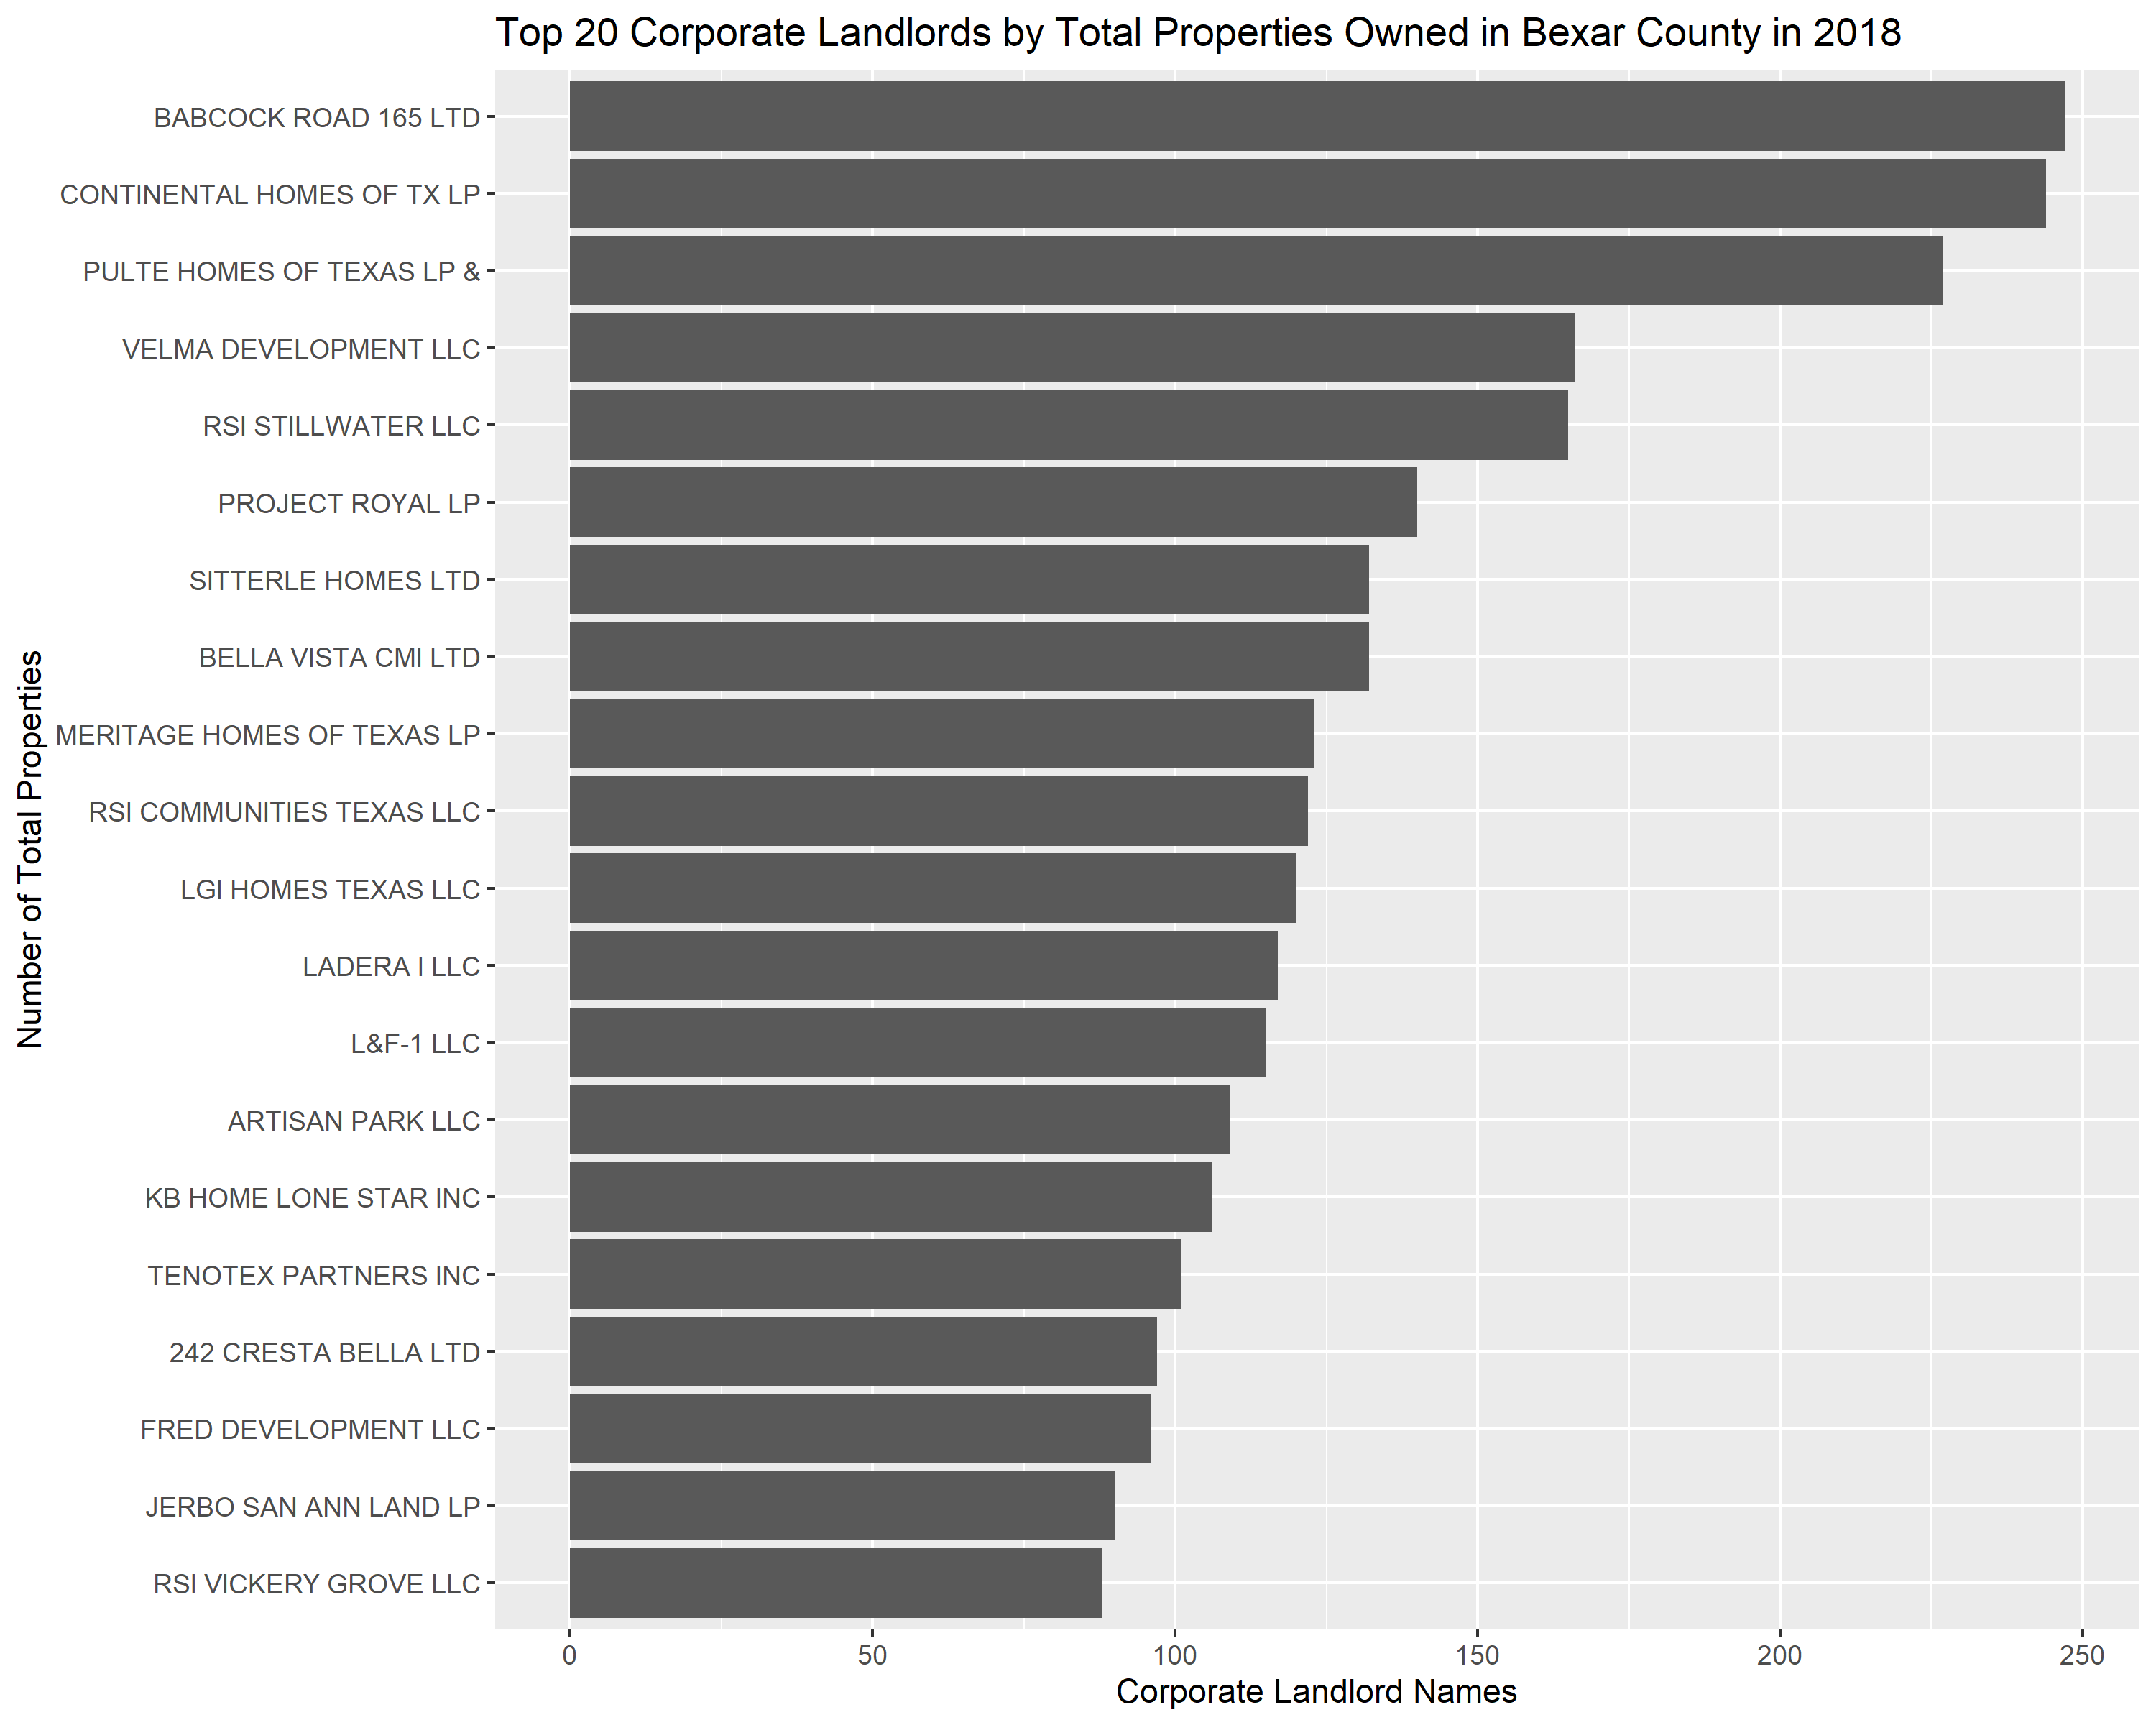 Top 20 Corporate Landlords by Total Properties Owned in Bexar County in 2018
Number of Total Properties
BABCOCK ROAD 165 LTD
CONTINENTAL HOMES OF TX LP
PULTE HOMES OF TEXAS LP &
VELMA DEVELOPMENT LLC
RSI STILLWATER LLC
PROJECT ROYAL LP
SITTERLE HOMES LTD
BELLA VISTA CMI LTD
MERITAGE HOMES OF TEXAS LP
RSI COMMUNITIES TEXAS LLC
LGI HOMES TEXAS LLC
LADERA I LLC
L&F-1 LLC
ARTISAN PARK LLC
KB HOME LONE STAR INC
TENOTEX PARTNERS INC
242 CRESTA BELLA LTD
FRED DEVELOPMENT LLC
JERBO SAN ANN LAND LP
RSI VICKERY GROVE LLC
0 50 100 150 200 250
Corporate Landlord Names